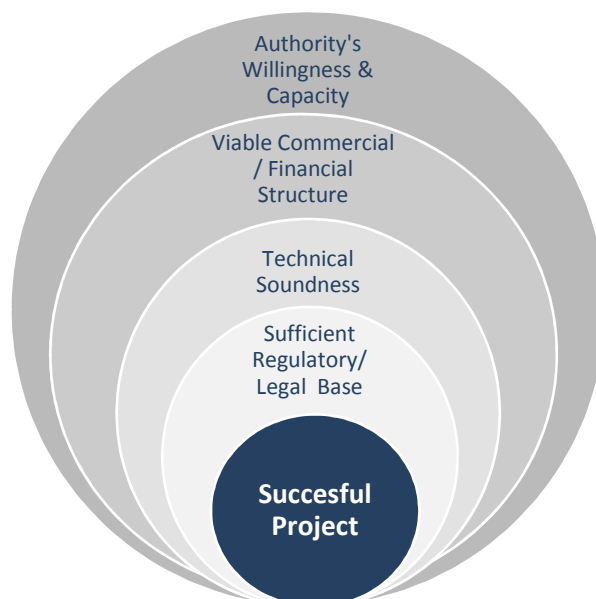 Authority's
Willingness &
Capacity
Viable Commercial
/ Financial
Structure
Technical
Soundness
Sufficient
Regulatory/
Legal Base
Succesful
Project